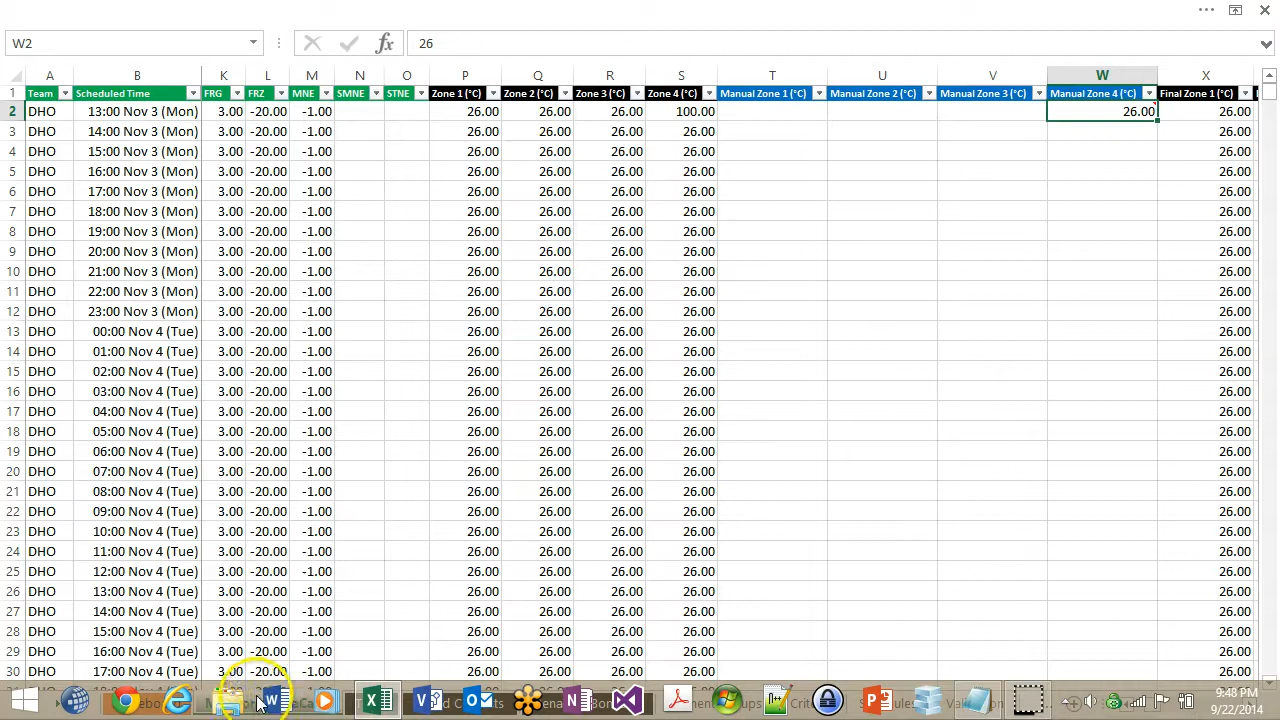 W2 26
A B K L M N O P Q R S T U V W X
1 Team Scheduled Time FRG FRZ MNE SMNE STNE Zone 1 (°C) Zone 2 (°C) Zone 3 (°C) Zone 4 (°C) Manual Zone 1 (°C) Manual Zone 2 (°C) Manual Zone 3 (°C) Manual Zone 4 (°C) Final Zone 1 (°C)
2 DHO 13:00 Nov 3 (Mon) 3.00 -20.00 -1.00 26.00 26.00 26.00 100.00 26.00 26.00
3 DHO 14:00 Nov 3 (Mon) 3.00 -20.00 -1.00 26.00 26.00 26.00 26.00 26.00
4 DHO 15:00 Nov 3 (Mon) 3.00 -20.00 -1.00 26.00 26.00 26.00 26.00 26.00
5 DHO 16:00 Nov 3 (Mon) 3.00 -20.00 -1.00 26.00 26.00 26.00 26.00 26.00
6 DHO 17:00 Nov 3 (Mon) 3.00 -20.00 -1.00 26.00 26.00 26.00 26.00 26.00
7 DHO 18:00 Nov 3 (Mon) 3.00 -20.00 -1.00 26.00 26.00 26.00 26.00 26.00
8 DHO 19:00 Nov 3 (Mon) 3.00 -20.00 -1.00 26.00 26.00 26.00 26.00 26.00
9 DHO 20:00 Nov 3 (Mon) 3.00 -20.00 -1.00 26.00 26.00 26.00 26.00 26.00
10 DHO 21:00 Nov 3 (Mon) 3.00 -20.00 -1.00 26.00 26.00 26.00 26.00 26.00
11 DHO 22:00 Nov 3 (Mon) 3.00 -20.00 -1.00 26.00 26.00 26.00 26.00 26.00
12 DHO 23:00 Nov 3 (Mon) 3.00 -20.00 -1.00 26.00 26.00 26.00 26.00 26.00
13 DHO 00:00 Nov 4 (Tue) 3.00 -20.00 -1.00 26.00 26.00 26.00 26.00 26.00
14 DHO 01:00 Nov 4 (Tue) 3.00 -20.00 -1.00 26.00 26.00 26.00 26.00 26.00
15 DHO 02:00 Nov 4 (Tue) 3.00 -20.00 -1.00 26.00 26.00 26.00 26.00 26.00
16 DHO 03:00 Nov 4 (Tue) 3.00 -20.00 -1.00 26.00 26.00 26.00 26.00 26.00
17 DHO 04:00 Nov 4 (Tue) 3.00 -20.00 -1.00 26.00 26.00 26.00 26.00 26.00
18 DHO 05:00 Nov 4 (Tue) 3.00 -20.00 -1.00 26.00 26.00 26.00 26.00 26.00
19 DHO 06:00 Nov 4 (Tue) 3.00 -20.00 -1.00 26.00 26.00 26.00 26.00 26.00
20 DHO 07:00 Nov 4 (Tue) 3.00 -20.00 -1.00 26.00 26.00 26.00 26.00 26.00
21 DHO 08:00 Nov 4 (Tue) 3.00 -20.00 -1.00 26.00 26.00 26.00 26.00 26.00
22 DHO 09:00 Nov 4 (Tue) 3.00 -20.00 -1.00 26.00 26.00 26.00 26.00 26.00
23 DHO 10:00 Nov 4 (Tue) 3.00 -20.00 -1.00 26.00 26.00 26.00 26.00 26.00
24 DHO 11:00 Nov 4 (Tue) 3.00 -20.00 -1.00 26.00 26.00 26.00 26.00 26.00
25 DHO 12:00 Nov 4 (Tue) 3.00 -20.00 -1.00 26.00 26.00 26.00 26.00 26.00
26 DHO 13:00 Nov 4 (Tue) 3.00 -20.00 -1.00 26.00 26.00 26.00 26.00 26.00
27 DHO 14:00 Nov 4 (Tue) 3.00 -20.00 -1.00 26.00 26.00 26.00 26.00 26.00
28 DHO 15:00 Nov 4 (Tue) 3.00 -20.00 -1.00 26.00 26.00 26.00 26.00 26.00
29 DHO 16:00 Nov 4 (Tue) 3.00 -20.00 -1.00 26.00 26.00 26.00 26.00 26.00
30 DHO 17:00 Nov 4 (Tue) 3.00 -20.00 -1.00 26.00 26.00 26.00 26.00 26.00
9:48 PM
9/22/2014